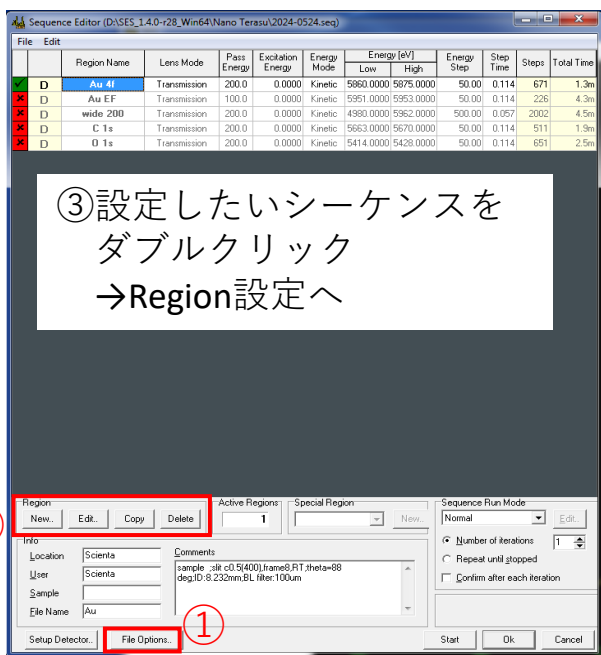 Sequence Editor (D:\SES_1.4.0-r28_Win64\Nano Terasu\2024-0524.seq)
File Edit
Region Name Lens Mode Pass Energy Excitation Energy Energy Mode Energy [eV] Low High Energy Step Step Time Steps Total Time
D Au 4f Transmission 200.0 0.0000 Kinetic 5860.0000 5875.0000 50.00 0.114 671 1.3m
D Au EF Transmission 100.0 0.0000 Kinetic 5951.0000 5953.0000 50.00 0.114 226 4.3m
D wide 200 Transmission 200.0 0.0000 Kinetic 4980.0000 5962.0000 500.00 0.057 2002 4.5m
D C 1s Transmission 200.0 0.0000 Kinetic 5663.0000 5670.0000 50.00 0.114 511 1.9m
D O 1s Transmission 200.0 0.0000 Kinetic 5414.0000 5428.0000 50.00 0.114 651 2.5m
③設定したいシーケンスを
ダブルクリック
→Region設定へ
Region Active Regions Special Region Sequence Run Mode
New.. Edit.. Copy Delete 1 New.. Normal Edit..
Info
Number of iterations 1
Location Scienta Comments
Repeat until stopped
sample ;slit c0.5(400),frame8,RT,theta=88
User Scienta
deg;ID:8.232mm;BL filter:100um
Confirm after each iteration
Sample
File Name Au
①
Setup Detector.. File Options.. Start Ok Cancel